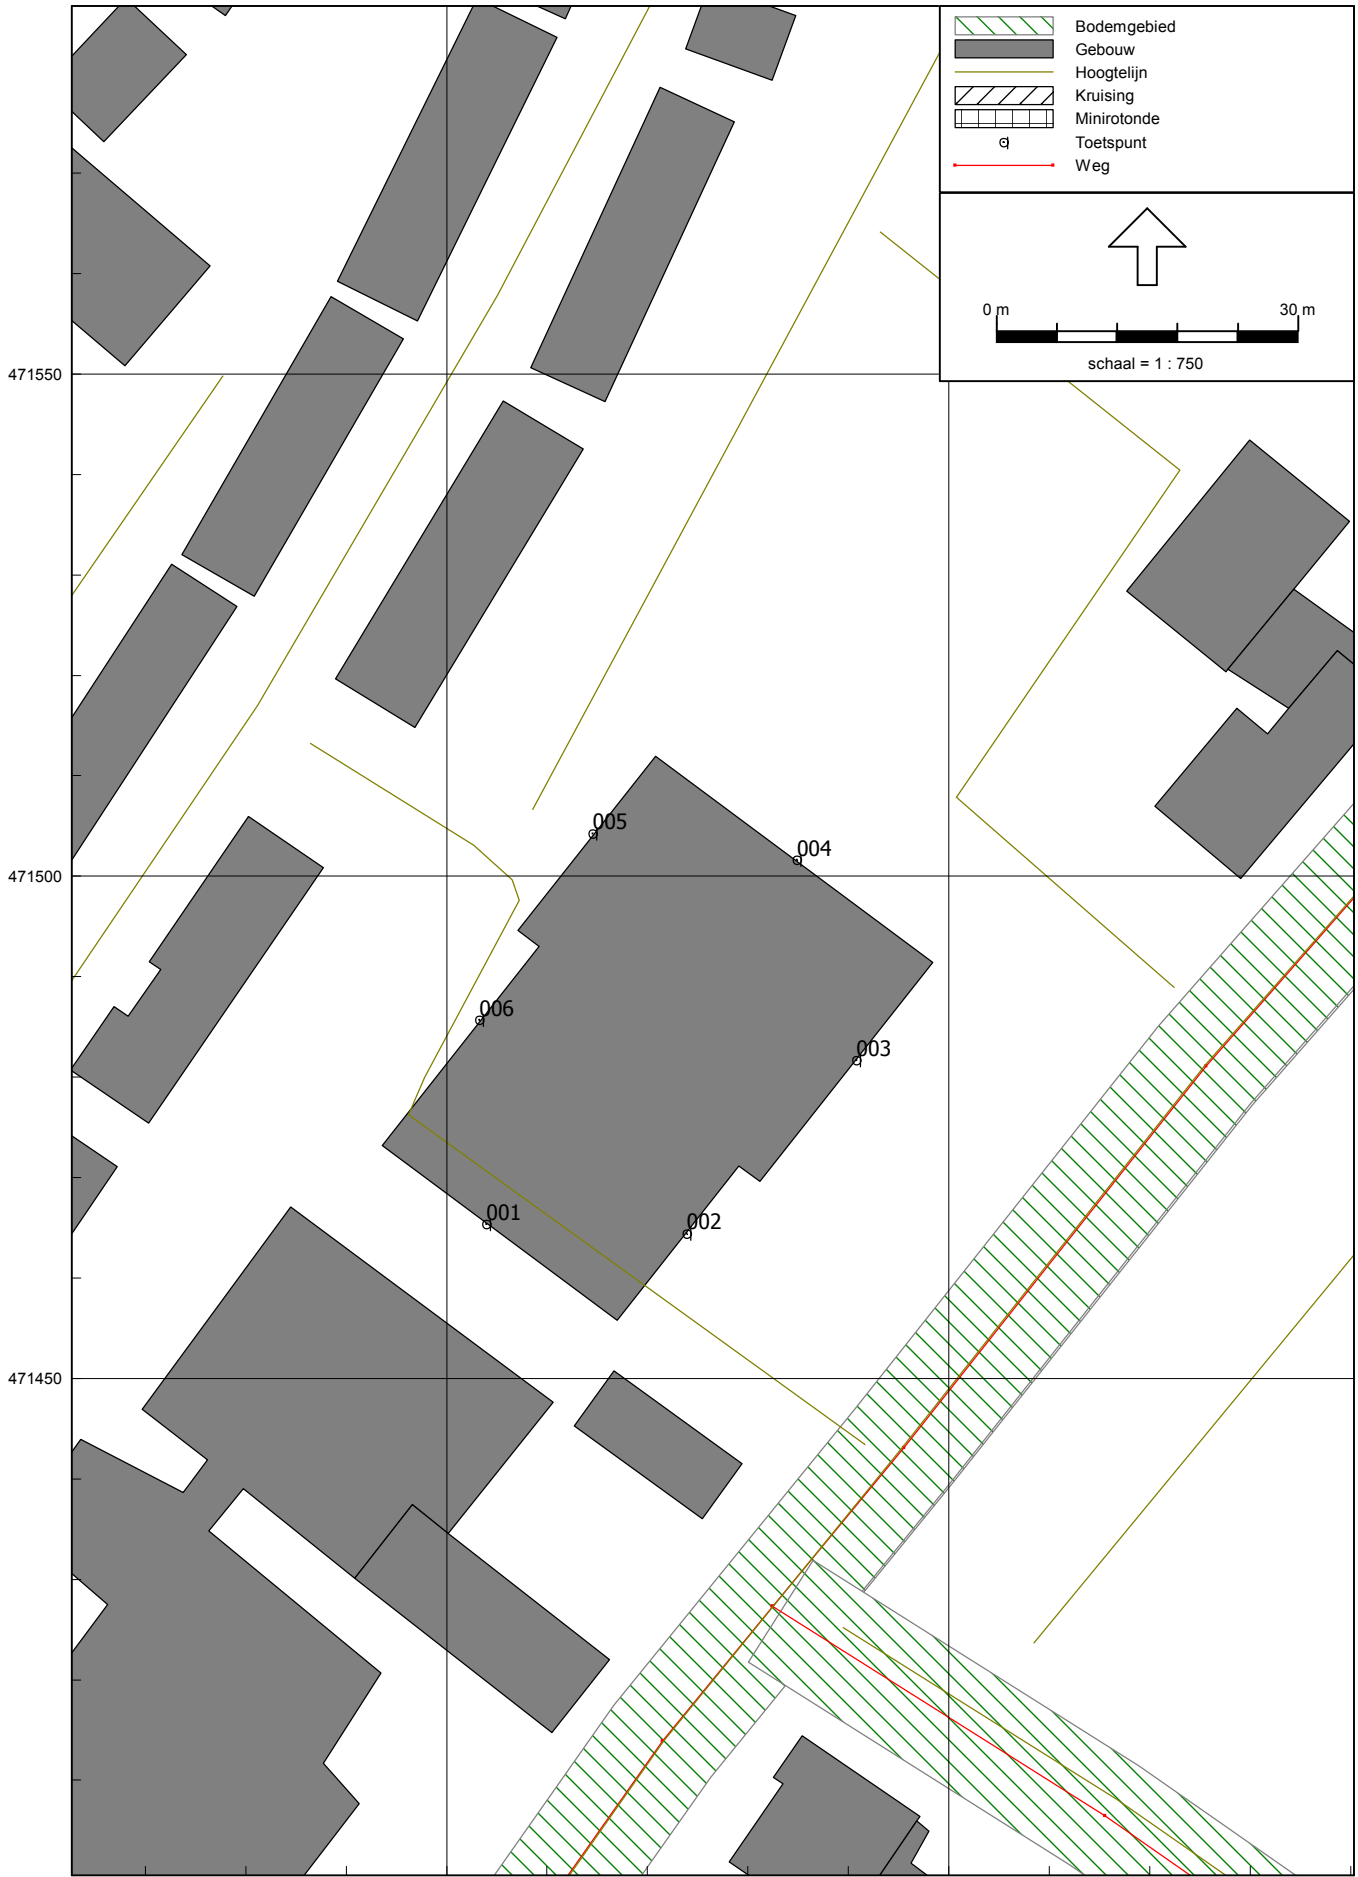 Bodemgebied
Gebouw
Hoogtelijn
Kruising
Minirotonde
Toetspunt
Weg
0 m 30 m
schaal = 1 : 750
471550
005
004
471500
006
003
001
002
471450